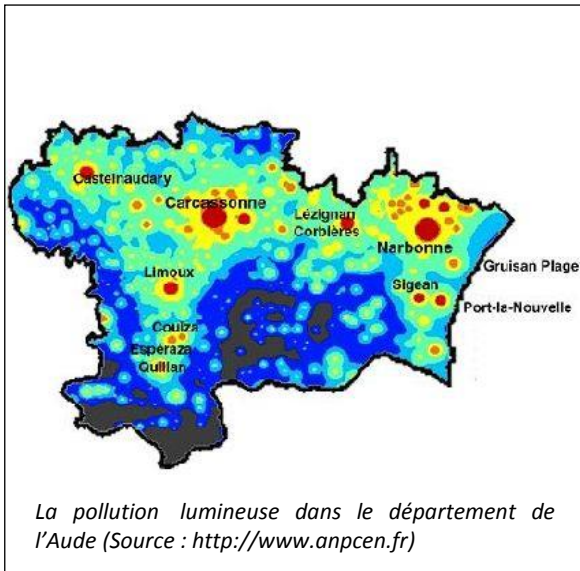 Castelnaudary
Carcassonne
Lézignan
Corbières
Narbonne
Gruisan Plage
Limoux
Sigean
Port-la-Nouvelle
Couiza
Espéraza
Quillan
La pollution lumineuse dans le département de
l'Aude (Source : http://www.anpcen.fr)